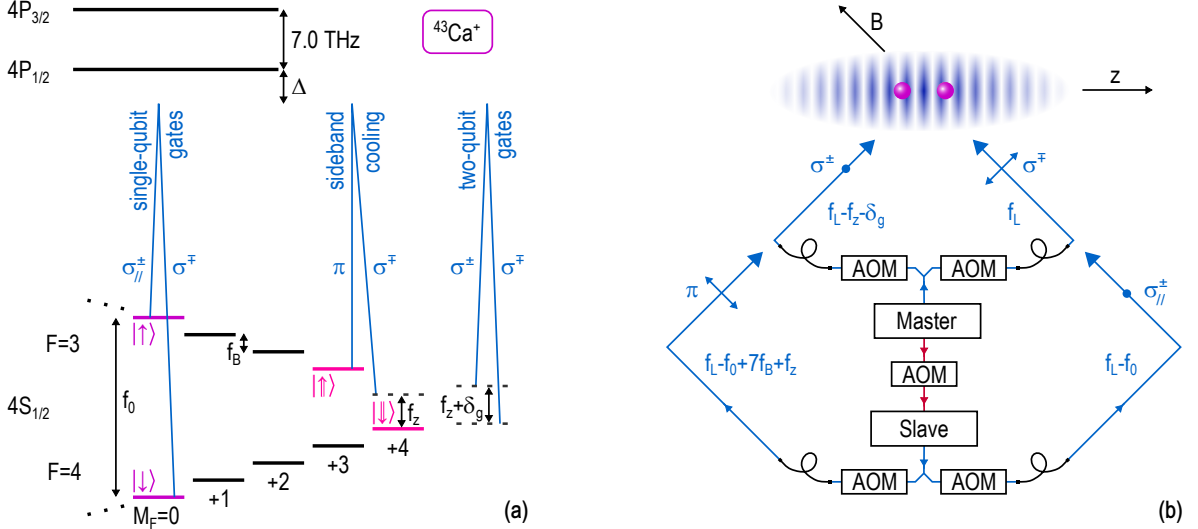 4P3/2
7.0 THz
43Ca+
4P1/2
Δ
single-qubit
gates
sideband
cooling
two-qubit
gates
σ//±
σ∓
π
σ∓
σ±
σ∓
|↑⟩
F=3
fB
|⇑⟩
f0
4S1/2
|⇓⟩
fz
fz+δg
+4
+3
F=4
+2
|↓⟩
+1
MF=0
(a)
B
z
σ±
σ∓
fL-fz-δg
fL
AOM
AOM
π
σ//±
Master
fL-f0+7fB+fz
AOM
fL-f0
Slave
AOM
AOM
(b)